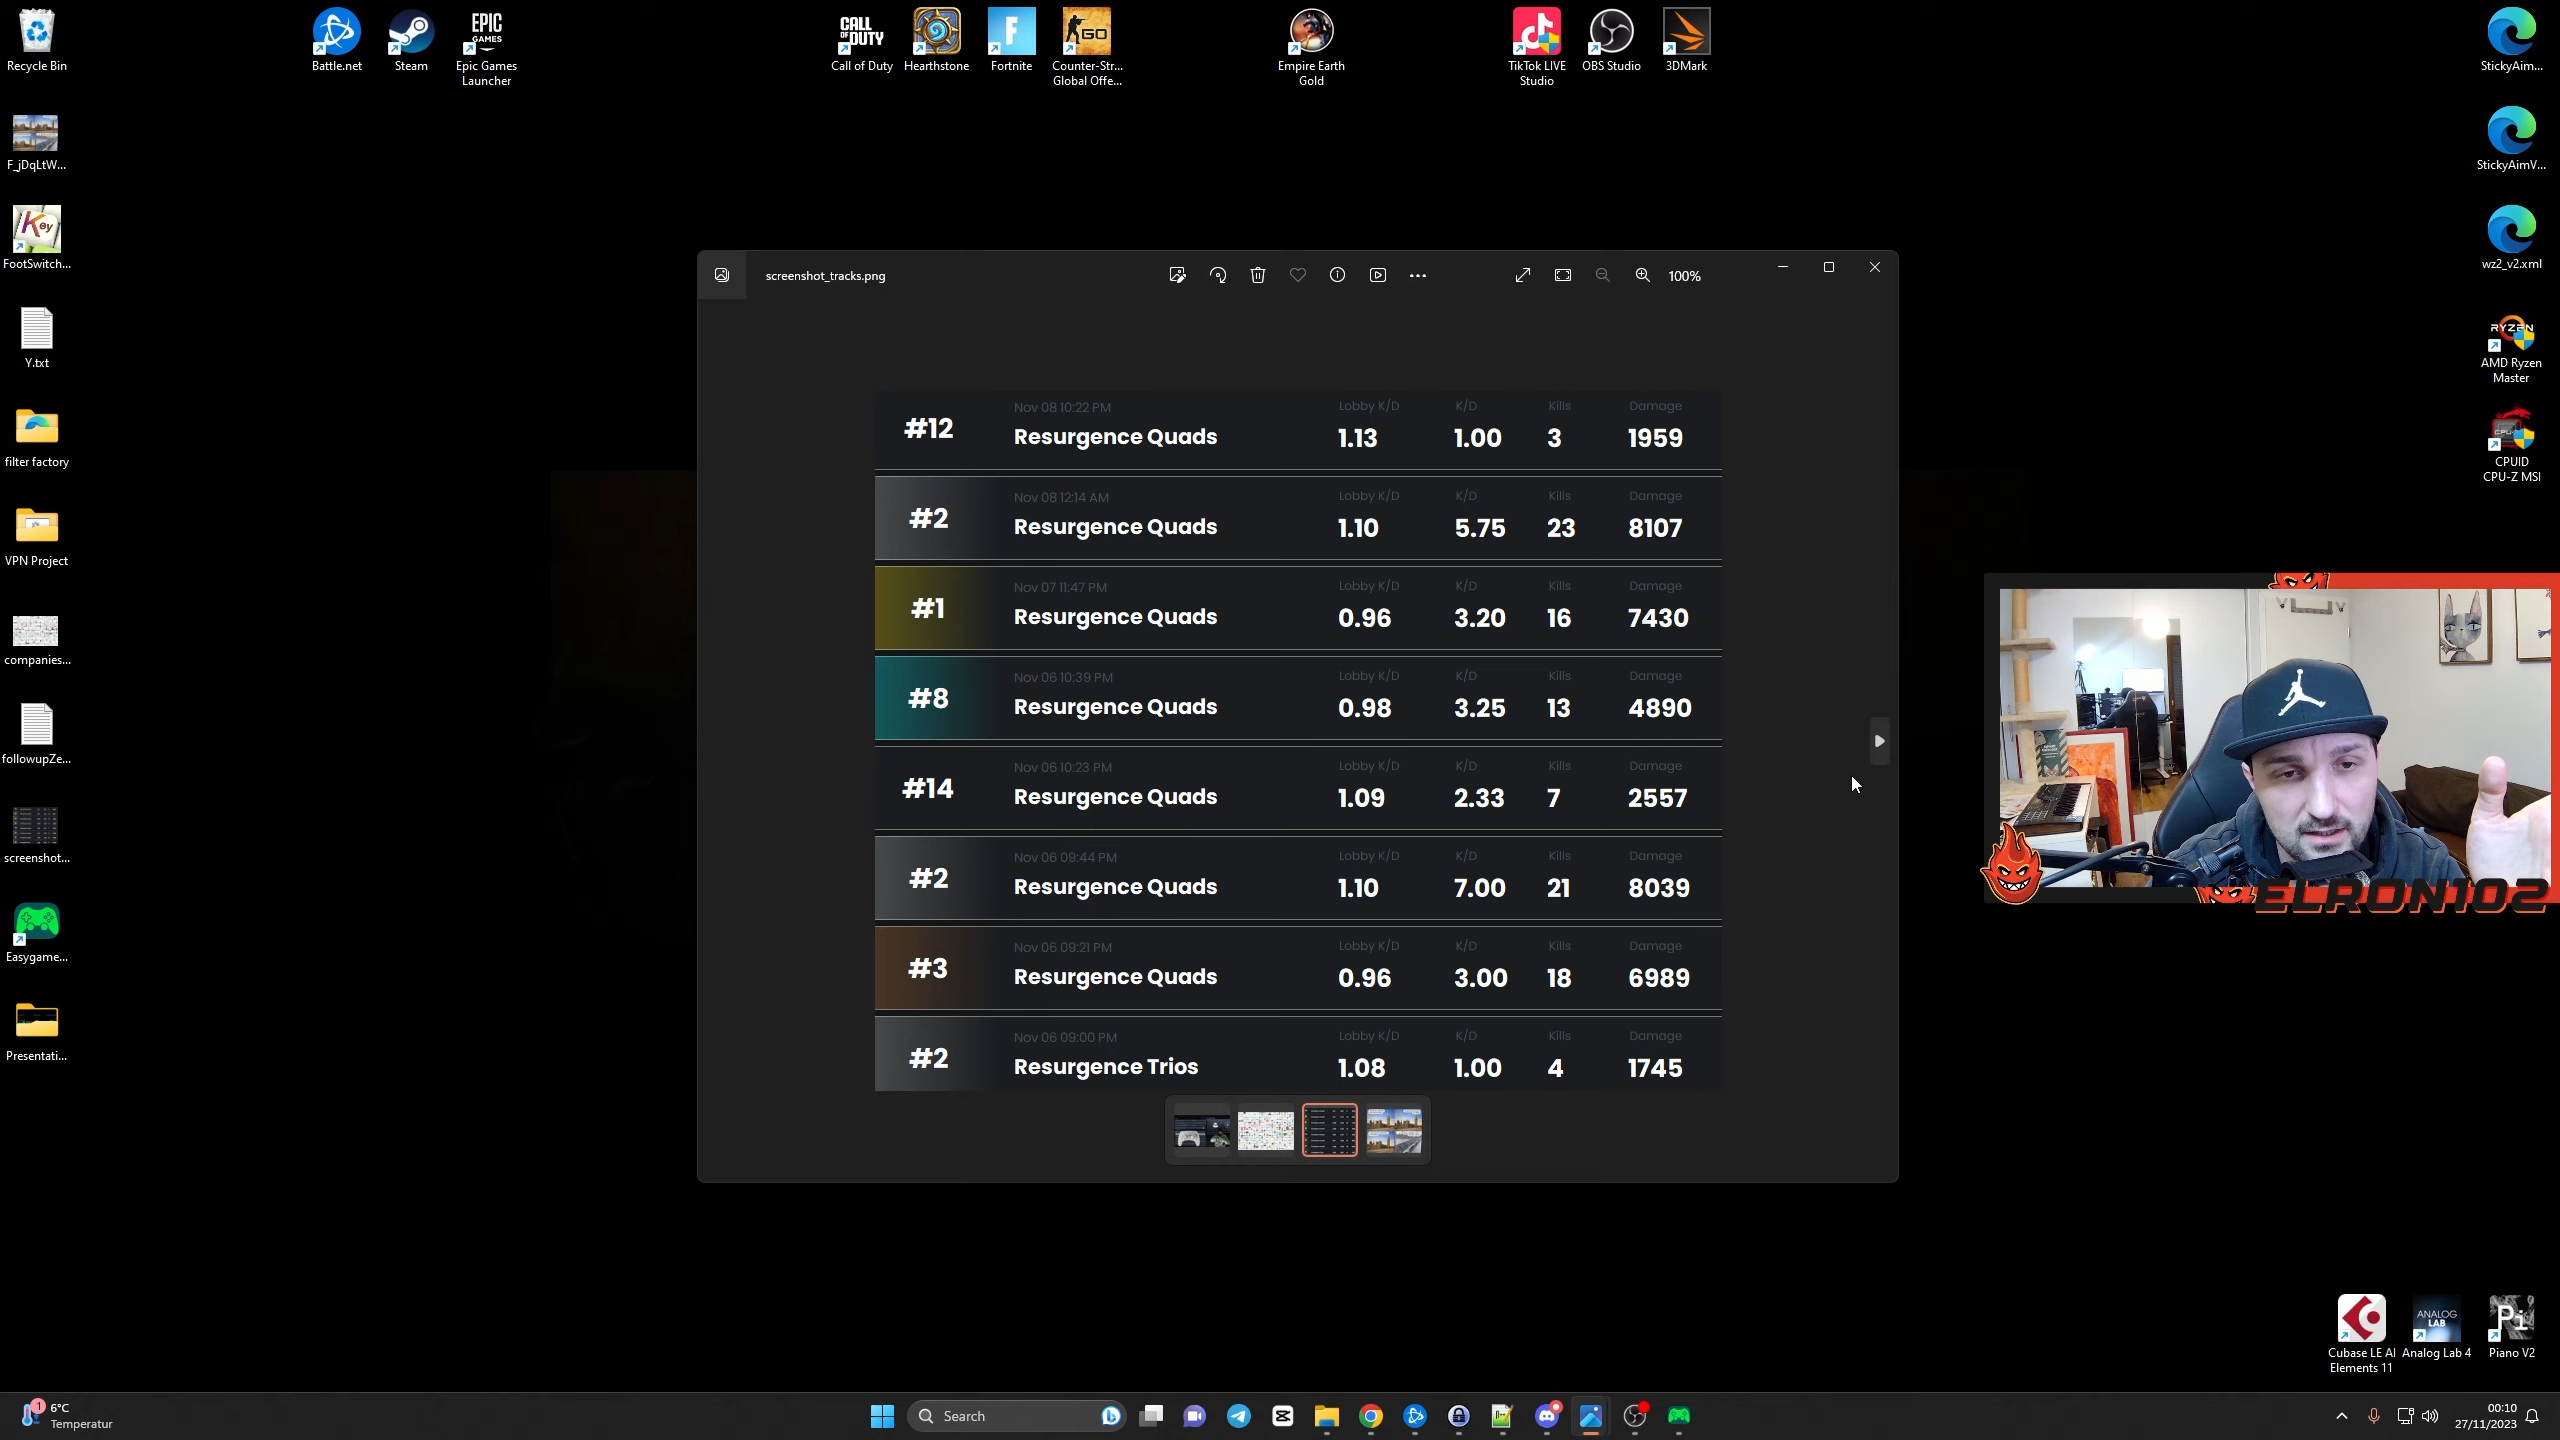 Recycle Bin
Battle.net
Steam
EPIC GAMES
Epic Games
Launcher
CALL OF DUTY
Call of Duty
Hearthstone
Fortnite
GO
Counter-Str...
Global Offe...
Empire Earth
Gold
TikTok LIVE
Studio
OBS Studio
3DMark
StickyAim...
F_jDqLtW...
StickyAimV...
Key
FootSwitch...
wz2_v2.xml
Y.txt
RYZEN
AMD Ryzen
Master
filter factory
CPUID
CPU-Z MSI
VPN Project
companies...
followupZe...
screenshot...
Easygame...
Presentati...
screenshot_tracks.png
100%
#12
Nov 08 10:22 PM
Resurgence Quads
Lobby K/D K/D Kills Damage
1.13 1.00 3 1959
#2
Nov 08 12:14 AM
Resurgence Quads
Lobby K/D K/D Kills Damage
1.10 5.75 23 8107
#1
Nov 07 11:47 PM
Resurgence Quads
Lobby K/D K/D Kills Damage
0.96 3.20 16 7430
#8
Nov 06 10:39 PM
Resurgence Quads
Lobby K/D K/D Kills Damage
0.98 3.25 13 4890
#14
Nov 06 10:23 PM
Resurgence Quads
Lobby K/D K/D Kills Damage
1.09 2.33 7 2557
#2
Nov 06 09:44 PM
Resurgence Quads
Lobby K/D K/D Kills Damage
1.10 7.00 21 8039
#3
Nov 06 09:21 PM
Resurgence Quads
Lobby K/D K/D Kills Damage
0.96 3.00 18 6989
#2
Nov 06 09:00 PM
Resurgence Trios
Lobby K/D K/D Kills Damage
1.08 1.00 4 1745
ELRON102
ANALOG LAB
Pi
Cubase LE AI
Elements 11
Analog Lab 4
Piano V2
1
6°C
Temperatur
Search
00:10
27/11/2023